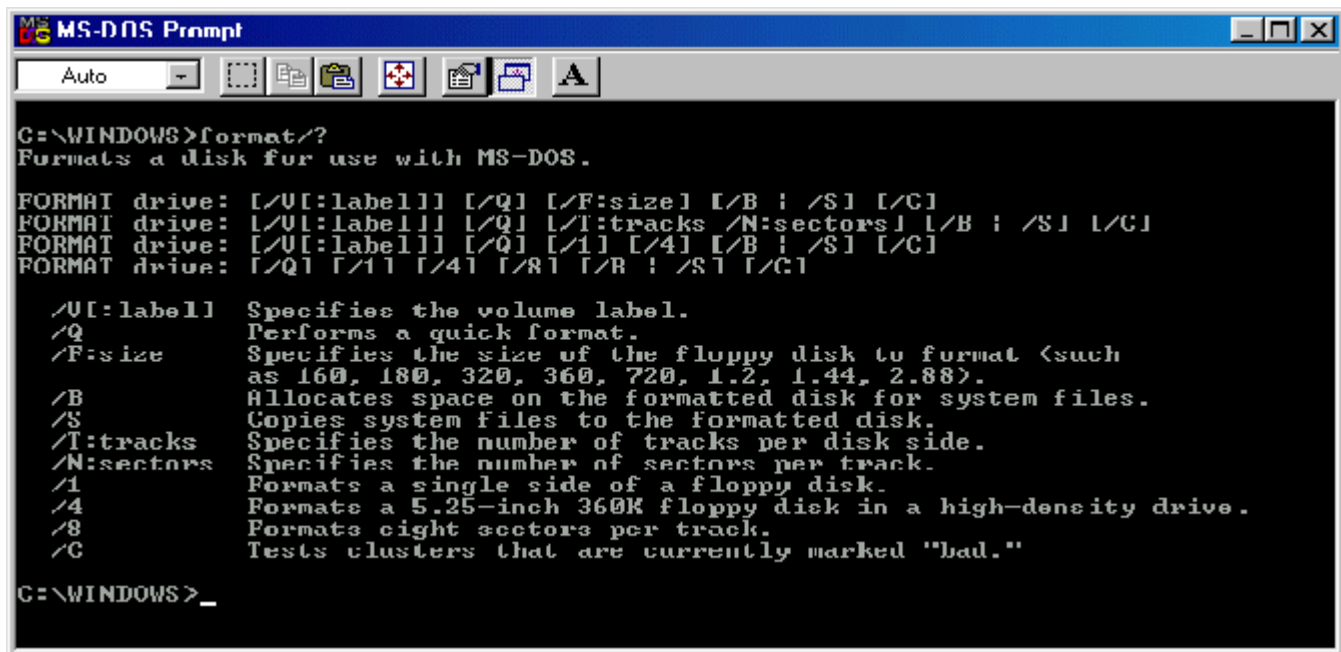 MS-DOS Prompt
Auto
A
C:\WINDOWS>format/?
Formats a disk for use with MS-DOS.
FORMAT drive: [/V[:label]] [/Q] [/F:size] [/B | /S] [/C]
FORMAT drive: [/V[:label]] [/Q] [/T:tracks /N:sectors] [/B | /S] [/C]
FORMAT drive: [/V[:label]] [/Q] [/1] [/4] [/B | /S] [/C]
FORMAT drive: [/Q] [/1] [/4] [/8] [/B | /S] [/C]
/V[:label] Specifies the volume label.
/Q Performs a quick format.
/F:size Specifies the size of the floppy disk to format (such
as 160, 180, 320, 360, 720, 1.2, 1.44, 2.88).
/B Allocates space on the formatted disk for system files.
/S Copies system files to the formatted disk.
/T:tracks Specifies the number of tracks per disk side.
/N:sectors Specifies the number of sectors per track.
/1 Formats a single side of a floppy disk.
/4 Formats a 5.25-inch 360K floppy disk in a high-density drive.
/8 Formats eight sectors per track.
/C Tests clusters that are currently marked "bad."
C:\WINDOWS>_